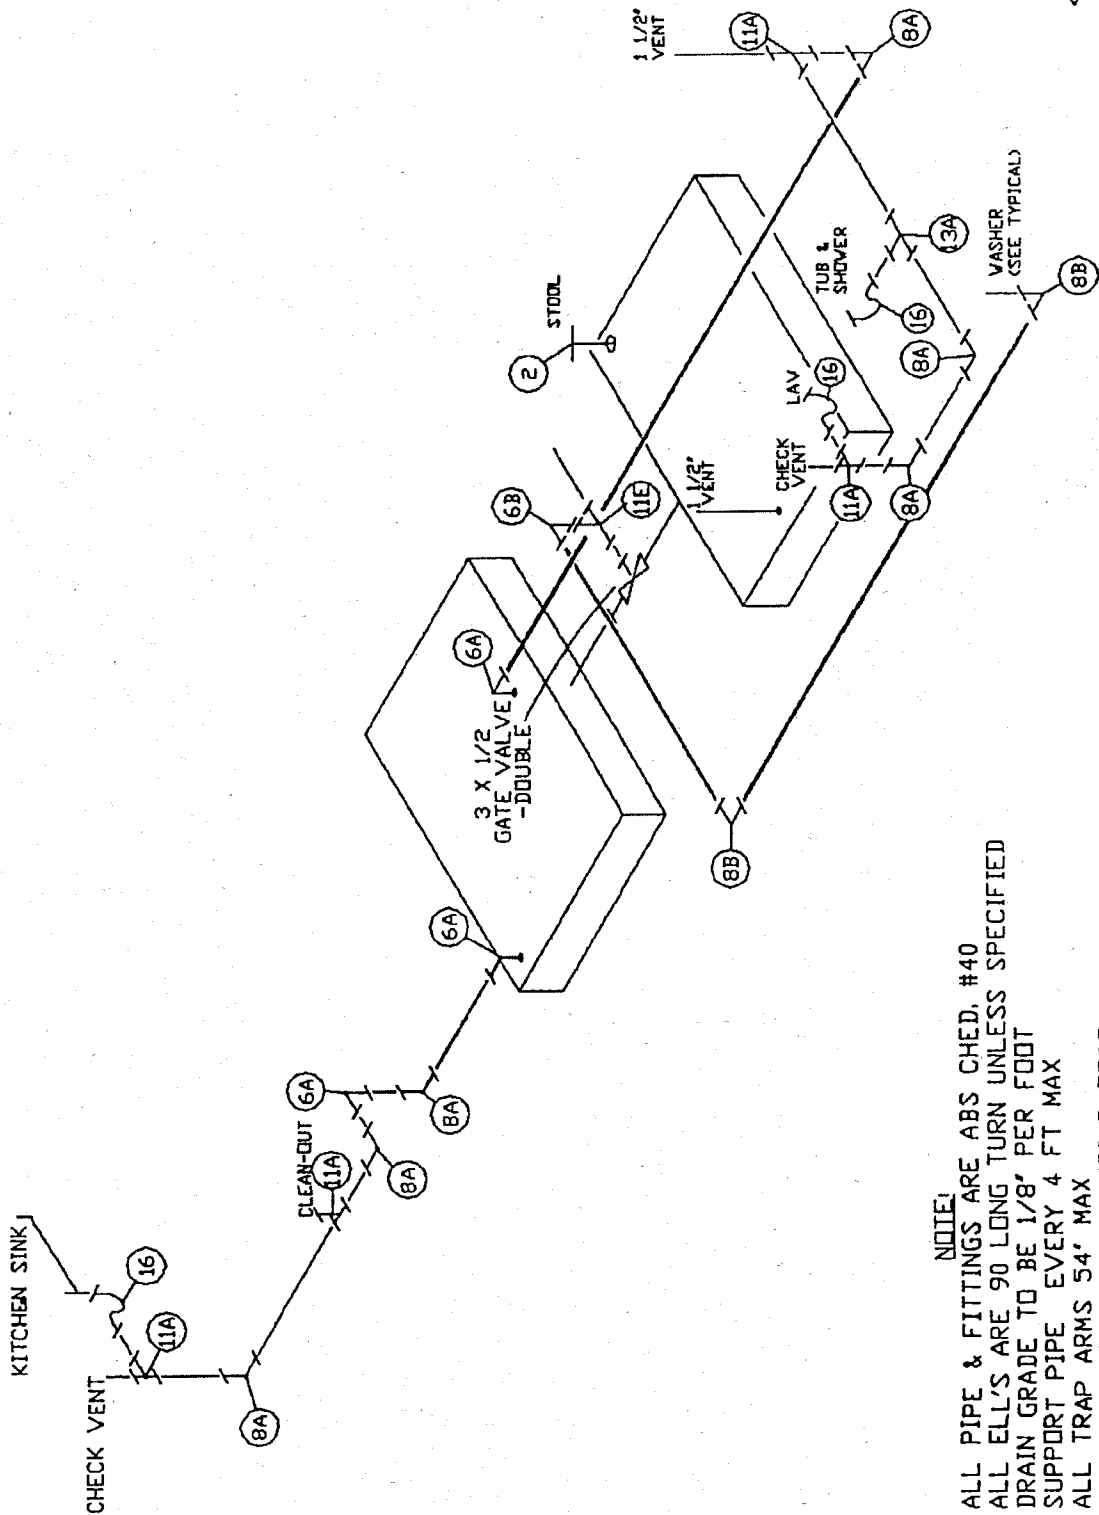 KITCHEN SINK
CHECK VENT
16
11A
8A
CLEAN-OUT
11A
6A
8A
8A
6A
6A
3 X 1/2
GATE VALVE
-DOUBLE
6B
11E
2
STOOL
1 1/2"
VENT
11A
8A
1 1/2"
VENT
CHECK
VENT
LAV
16
11A
8A
TUB &
SHOWER
16
13A
8A
WASHER
(SEE TYPICAL)
8B
8B
NOTE:
ALL PIPE & FITTINGS ARE ABS CHED. #40
ALL ELL'S ARE 90 LONG TURN UNLESS SPECIFIED
DRAIN GRADE TO BE 1/8" PER FOOT
SUPPORT PIPE EVERY 4 FT MAX
ALL TRAP ARMS 54" MAX